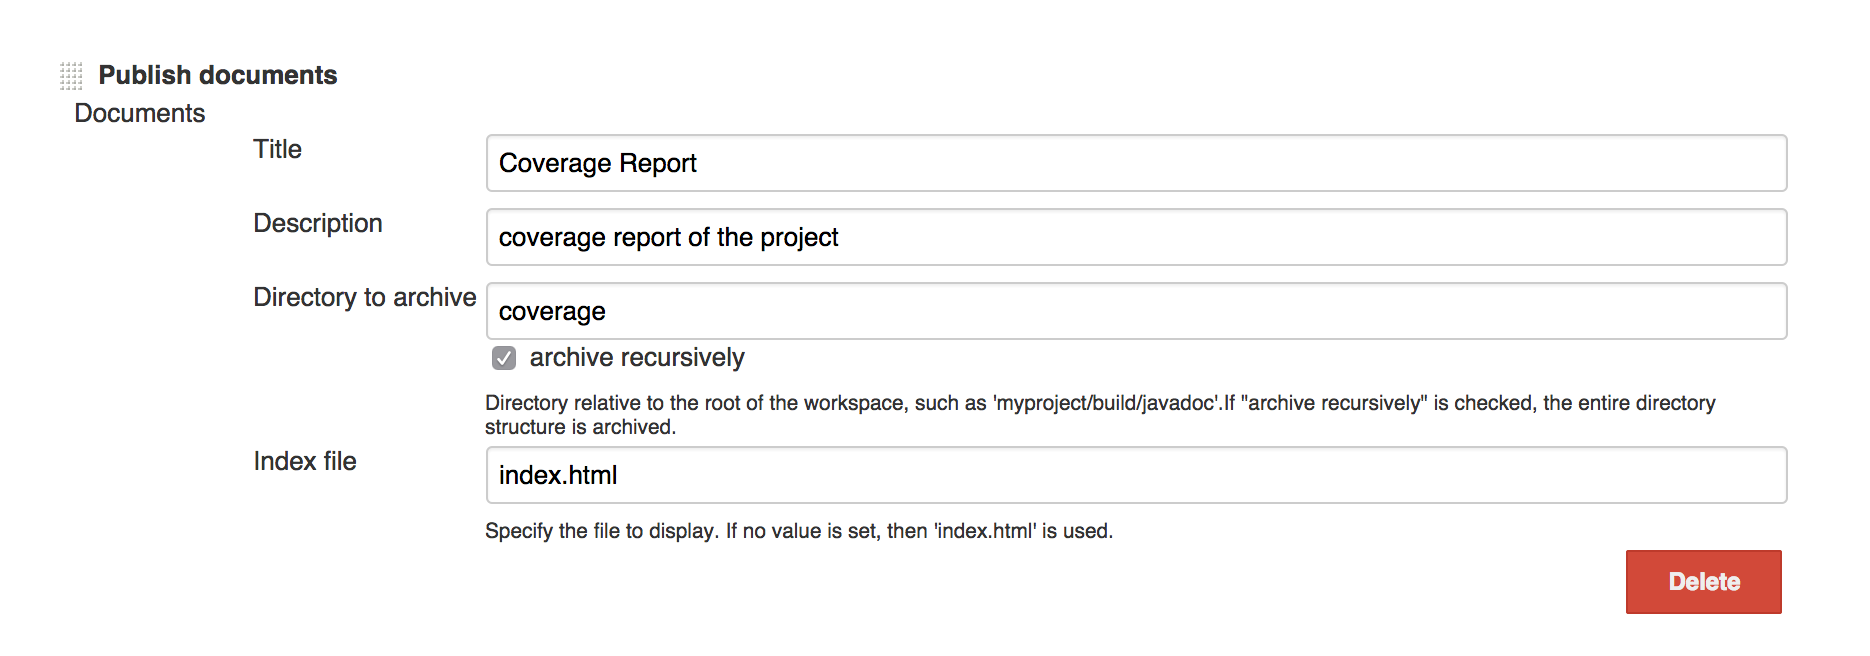 Publish documents
Documents
Title
Coverage Report
Description
coverage report of the project
Directory to archive
coverage
archive recursively
Directory relative to the root of the workspace, such as 'myproject/build/javadoc'.If "archive recursively" is checked, the entire directory
structure is archived.
Index file
index.html
Specify the file to display. If no value is set, then 'index.html' is used.
Delete